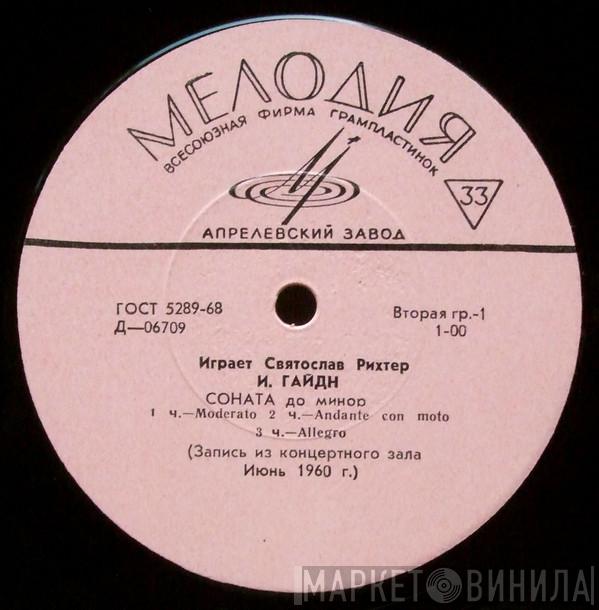 МЕЛОДИЯ
ВСЕСОЮЗНАЯ ФИРМА ГРАМПЛАСТИНОК
33
АПРЕЛЕВСКИЙ ЗАВОД
ГОСТ 5289-68
Д—06709
Вторая гр.-1
1-00
Играет Святослав Рихтер
И. ГАЙДН
СОНАТА до минор
1 ч.—Moderato 2 ч.—Andante con moto
3 ч.—Allegro
(Запись из концертного зала
Июнь 1960 г.)
МАРКЕТ ВИНИЛА